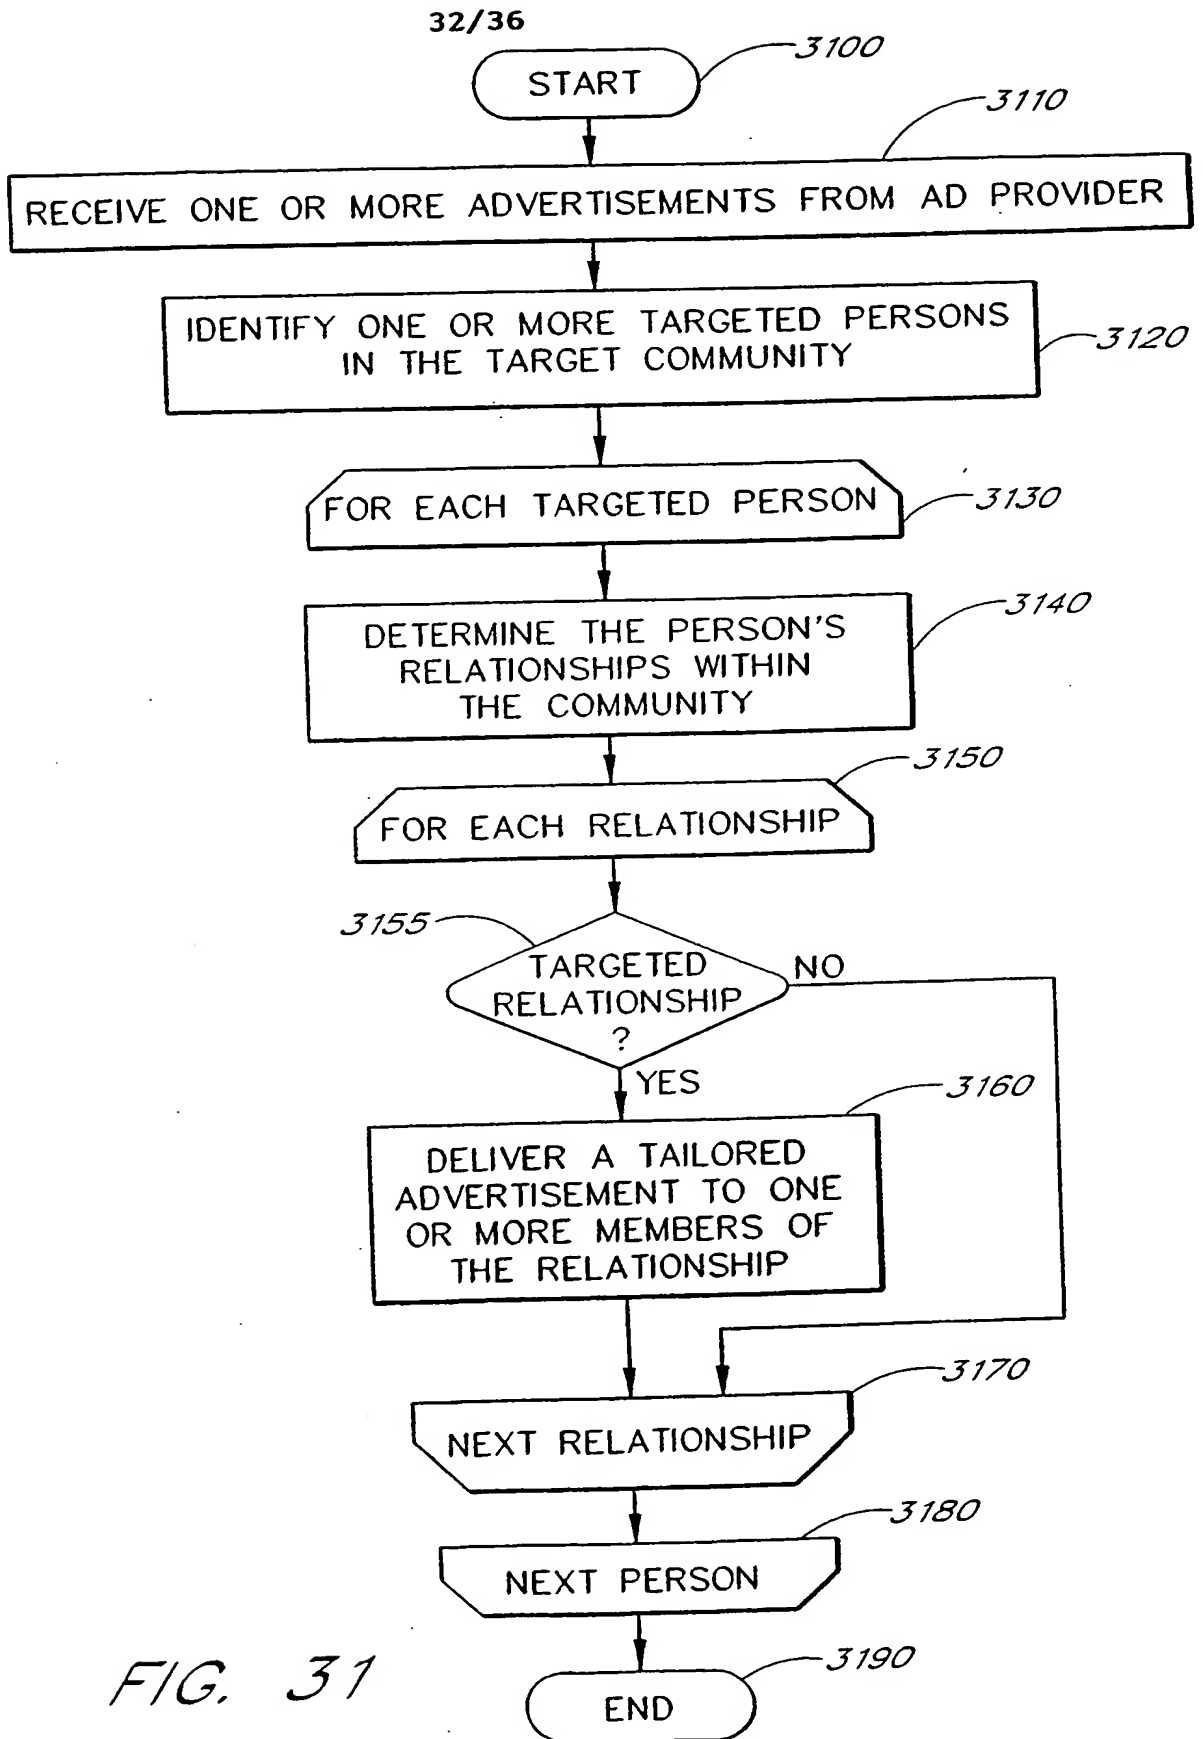 32/36
START
3100
3110
RECEIVE ONE OR MORE ADVERTISEMENTS FROM AD PROVIDER
IDENTIFY ONE OR MORE TARGETED PERSONS
IN THE TARGET COMMUNITY
3120
FOR EACH TARGETED PERSON
3130
3140
DETERMINE THE PERSON'S
RELATIONSHIPS WITHIN
THE COMMUNITY
3150
FOR EACH RELATIONSHIP
3155
TARGETED
RELATIONSHIP
?
NO
YES
3160
DELIVER A TAILORED
ADVERTISEMENT TO ONE
OR MORE MEMBERS OF
THE RELATIONSHIP
3170
NEXT RELATIONSHIP
3180
NEXT PERSON
3190
END
FIG. 31